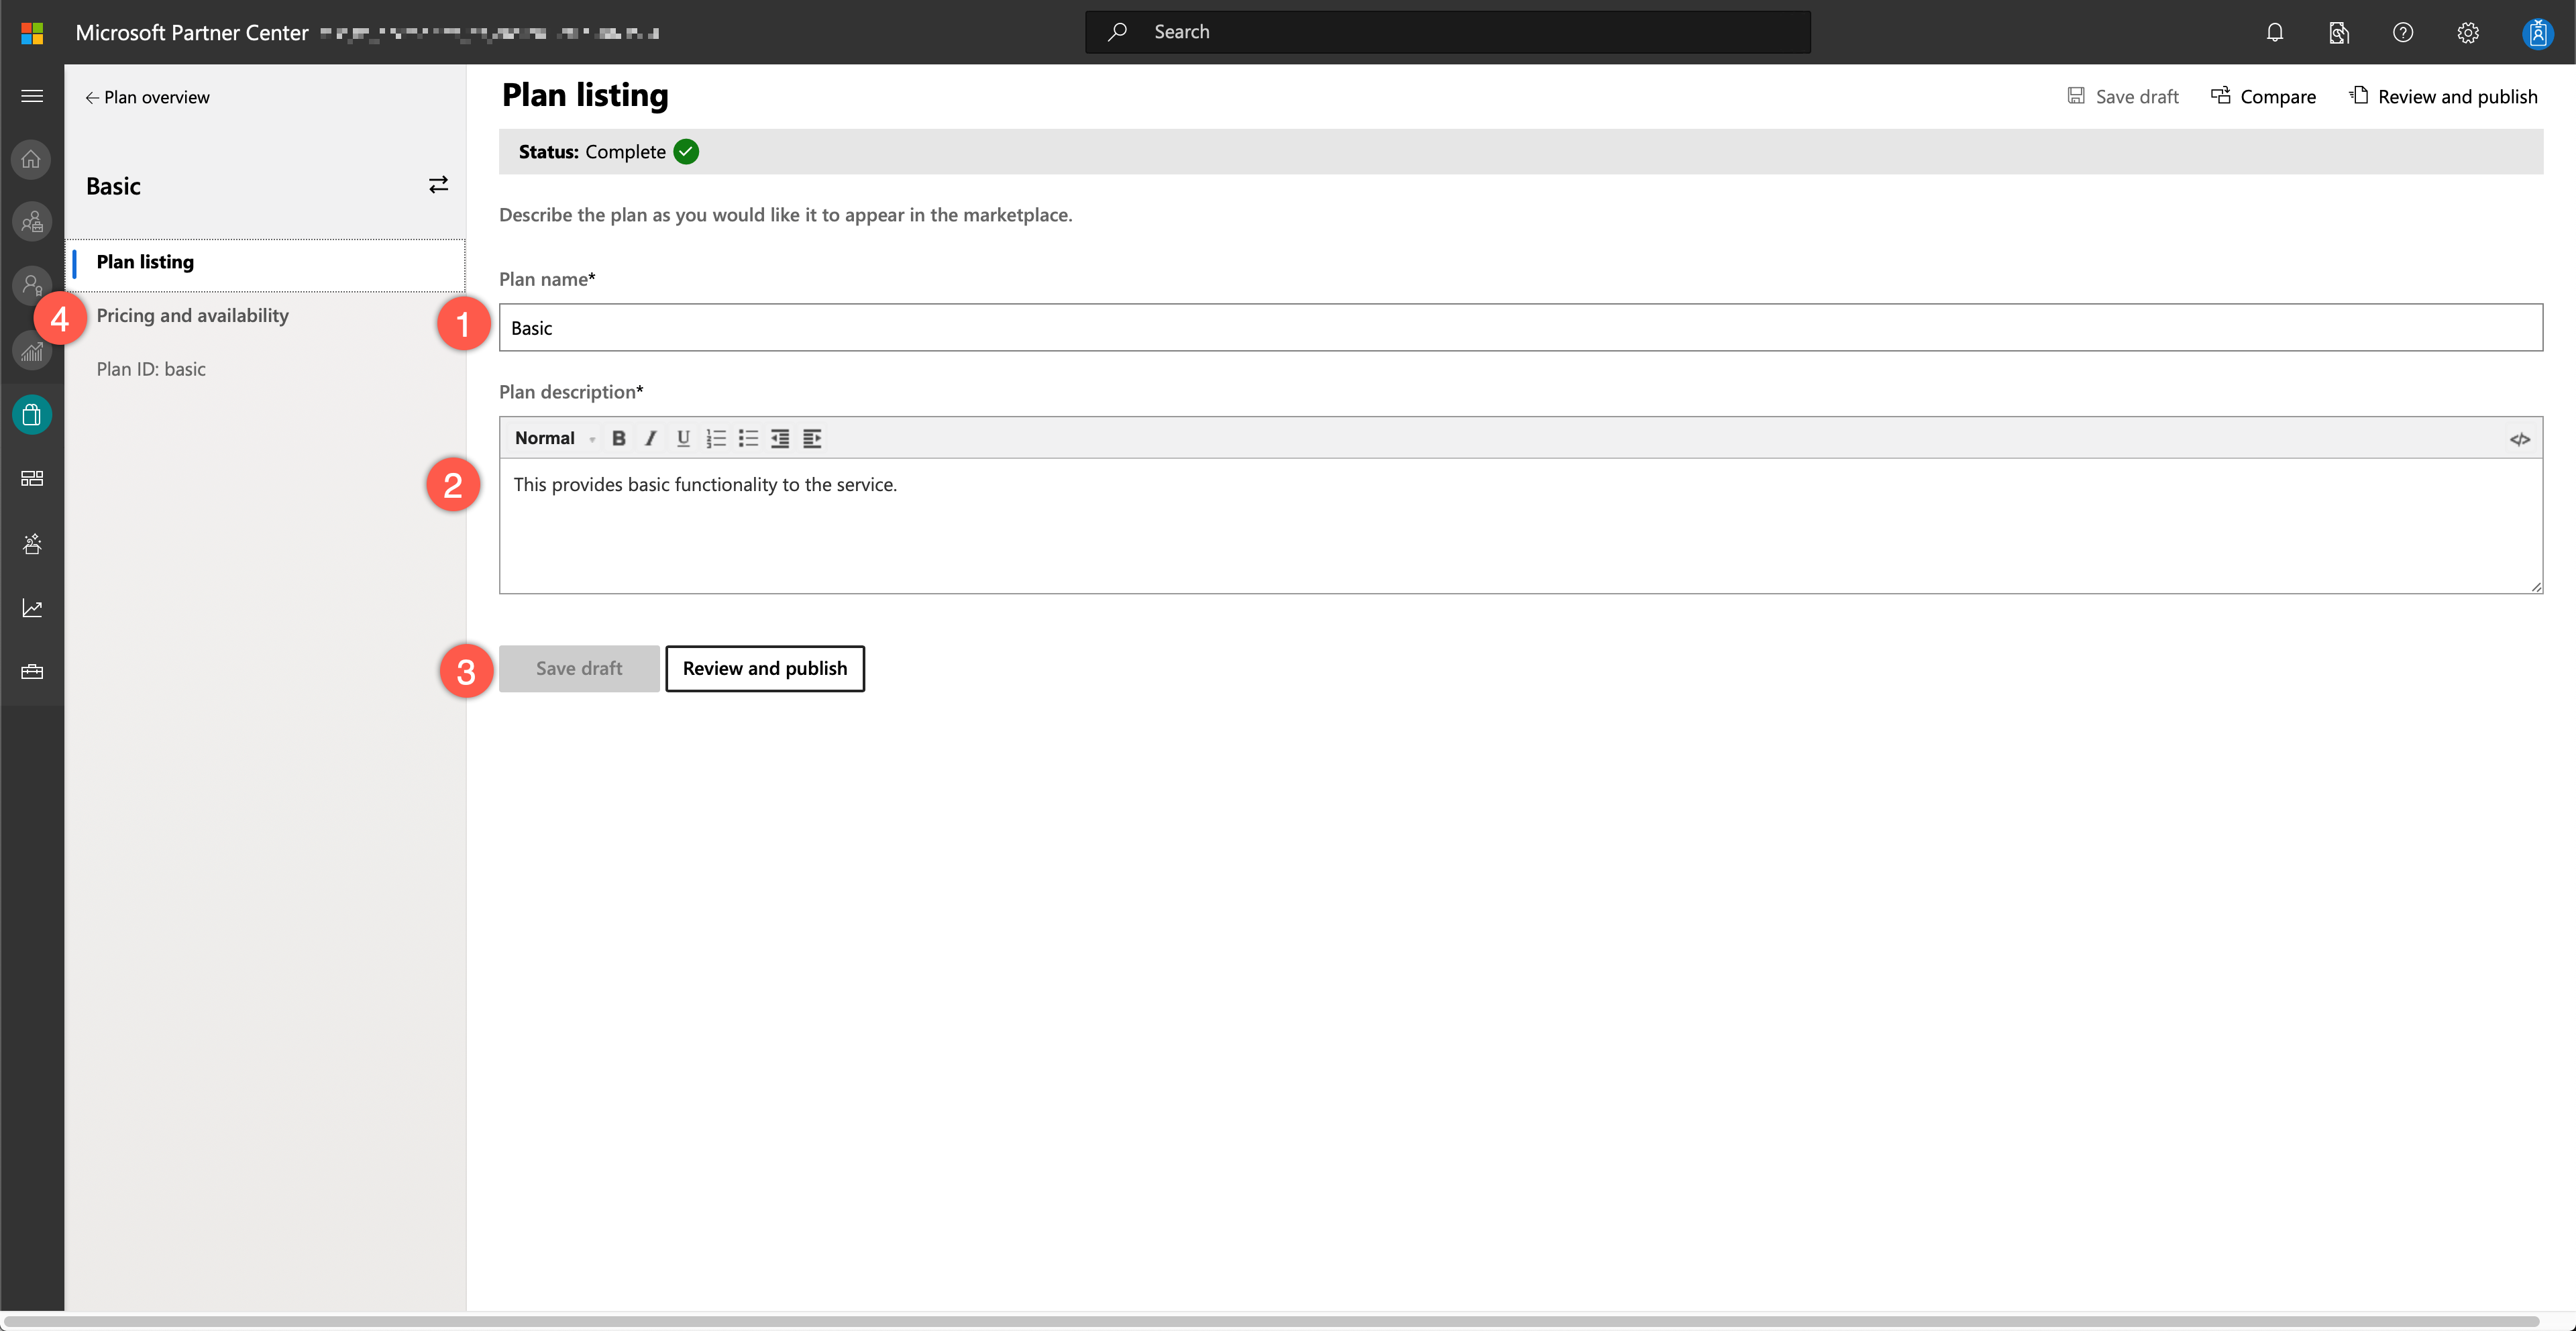 Microsoft Partner Center
Search
← Plan overview
Plan listing
Save draft
Compare
Review and publish
Status: Complete
Basic
Describe the plan as you would like it to appear in the marketplace.
Plan listing
Plan name*
4
Pricing and availability
1
Basic
Plan ID: basic
Plan description*
Normal
B I U
</>
2
This provides basic functionality to the service.
3
Save draft
Review and publish